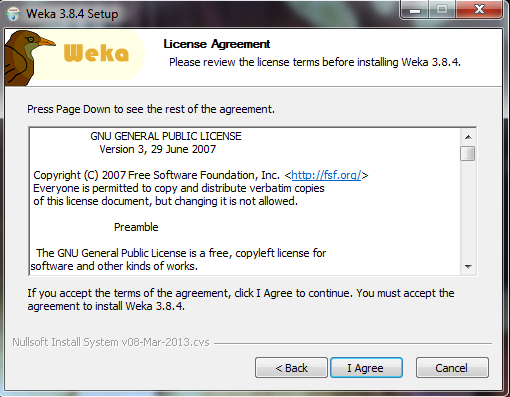 Weka 3.8.4 Setup
Weka
License Agreement
Please review the license terms before installing Weka 3.8.4.
Press Page Down to see the rest of the agreement.
GNU GENERAL PUBLIC LICENSE
Version 3, 29 June 2007
Copyright (C) 2007 Free Software Foundation, Inc. <http://fsf.org/>
Everyone is permitted to copy and distribute verbatim copies
of this license document, but changing it is not allowed.
Preamble
The GNU General Public License is a free, copyleft license for
software and other kinds of works.
If you accept the terms of the agreement, click I Agree to continue. You must accept the
agreement to install Weka 3.8.4.
Nullsoft Install System v08-Mar-2013.cvs
< Back I Agree Cancel